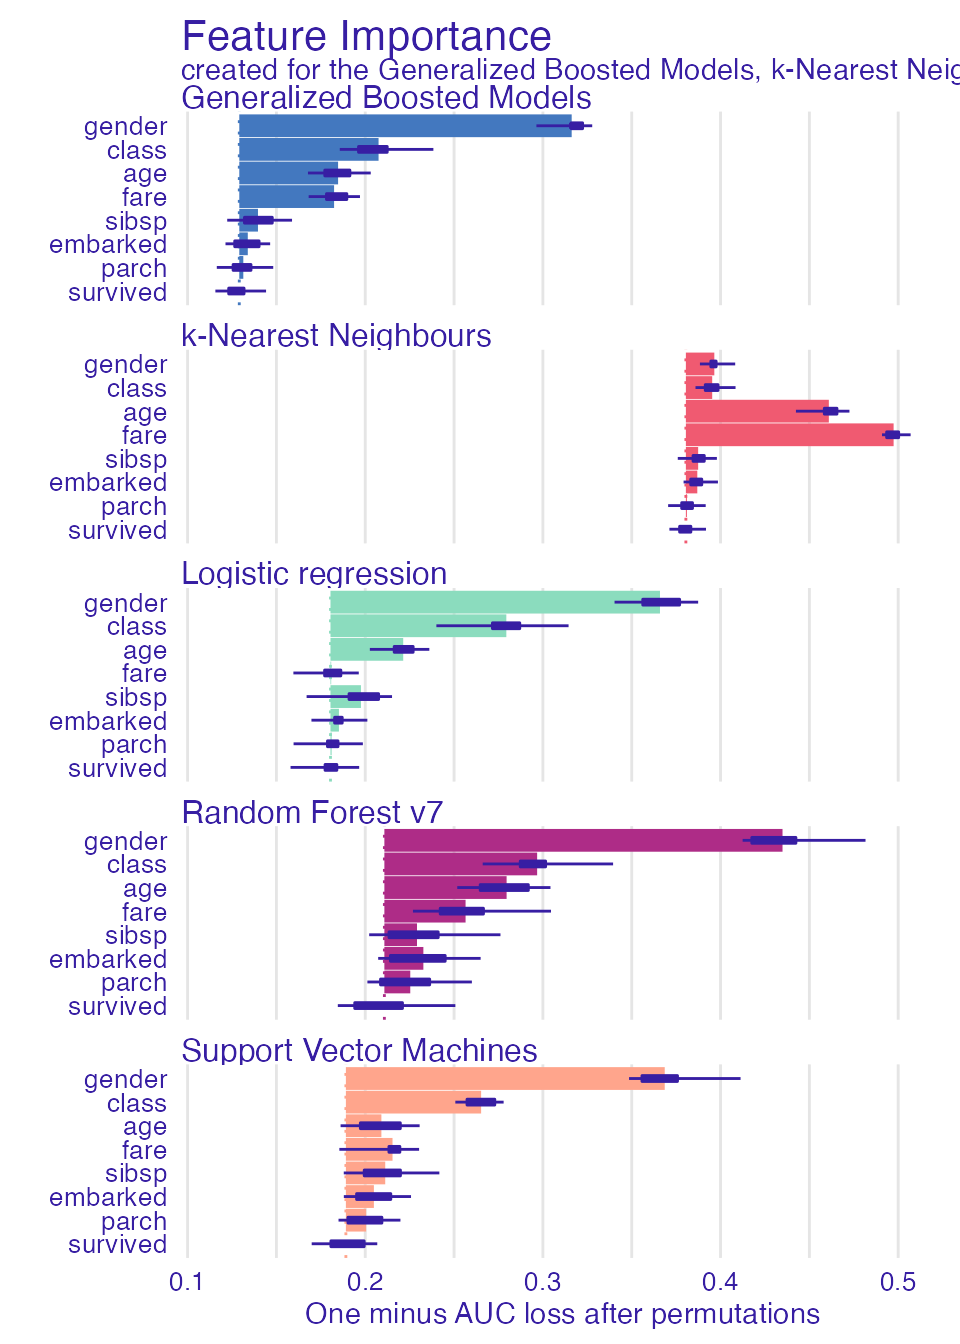 Feature Importance
created for the Generalized Boosted Models, k-Nearest Neig
Generalized Boosted Models
gender
class
age
fare
sibsp
embarked
parch
survived
k-Nearest Neighbours
gender
class
age
fare
sibsp
embarked
parch
survived
Logistic regression
gender
class
age
fare
sibsp
embarked
parch
survived
Random Forest v7
gender
class
age
fare
sibsp
embarked
parch
survived
Support Vector Machines
gender
class
age
fare
sibsp
embarked
parch
survived
0.1 0.2 0.3 0.4 0.5
One minus AUC loss after permutations